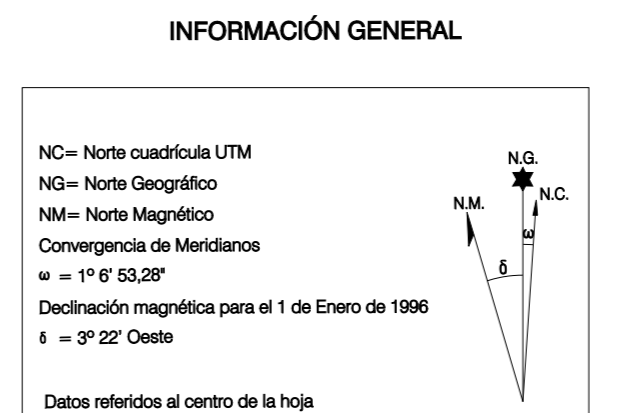 INFORMACIÓN GENERAL
NC= Norte cuadrícula UTM
NG= Norte Geográfico
NM= Norte Magnético
Convergencia de Meridianos
ω = 1º 6' 53,28"
Declinación magnética para el 1 de Enero de 1996
δ = 3º 22' Oeste
Datos referidos al centro de la hoja
N.G.
N.M.
N.C.
ω
δ